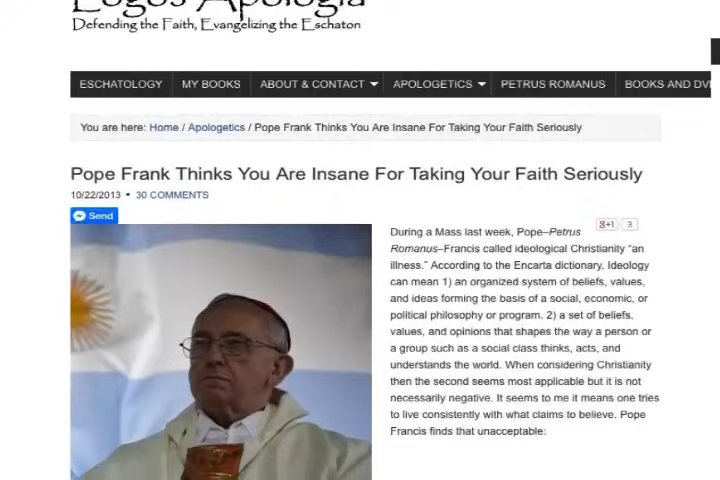 Logos Apologia
Defending the Faith, Evangelizing the Eschaton
ESCHATOLOGY MY BOOKS ABOUT & CONTACT APOLOGETICS PETRUS ROMANUS BOOKS AND DV
You are here: Home / Apologetics / Pope Frank Thinks You Are Insane For Taking Your Faith Seriously
Pope Frank Thinks You Are Insane For Taking Your Faith Seriously
10/22/2013 • 30 COMMENTS
Send
g+1 3
During a Mass last week, Pope–Petrus
Romanus–Francis called ideological Christianity "an
illness." According to the Encarta dictionary, Ideology
can mean 1) an organized system of beliefs, values,
and ideas forming the basis of a social, economic, or
political philosophy or program. 2) a set of beliefs,
values, and opinions that shapes the way a person or
a group such as a social class thinks, acts, and
understands the world. When considering Christianity
then the second seems most applicable but it is not
necessarily negative. It seems to me it means one tries
to live consistently with what claims to believe. Pope
Francis finds that unacceptable: